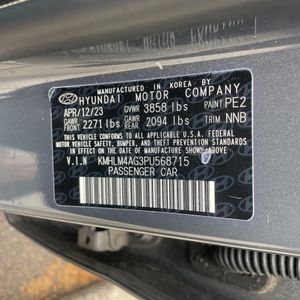 MANUFACTURED IN KOREA BY
HYUNDAI MOTOR COMPANY
APR/12/23 GVWR 3858 lbs PAINT PE2
GAWR FRONT 2271 lbs GAWR REAR 2094 lbs TRIM NNB
THIS VEHICLE CONFORMS TO ALL APPLICABLE FEDERAL
MOTOR VEHICLE SAFETY, BUMPER, AND THEFT PREVENTION
STANDARDS IN EFFECT ON THE DATE OF MANUFACTURE
SHOWN ABOVE.
V.I.N KMHLM4AG3PU568715
PASSENGER CAR